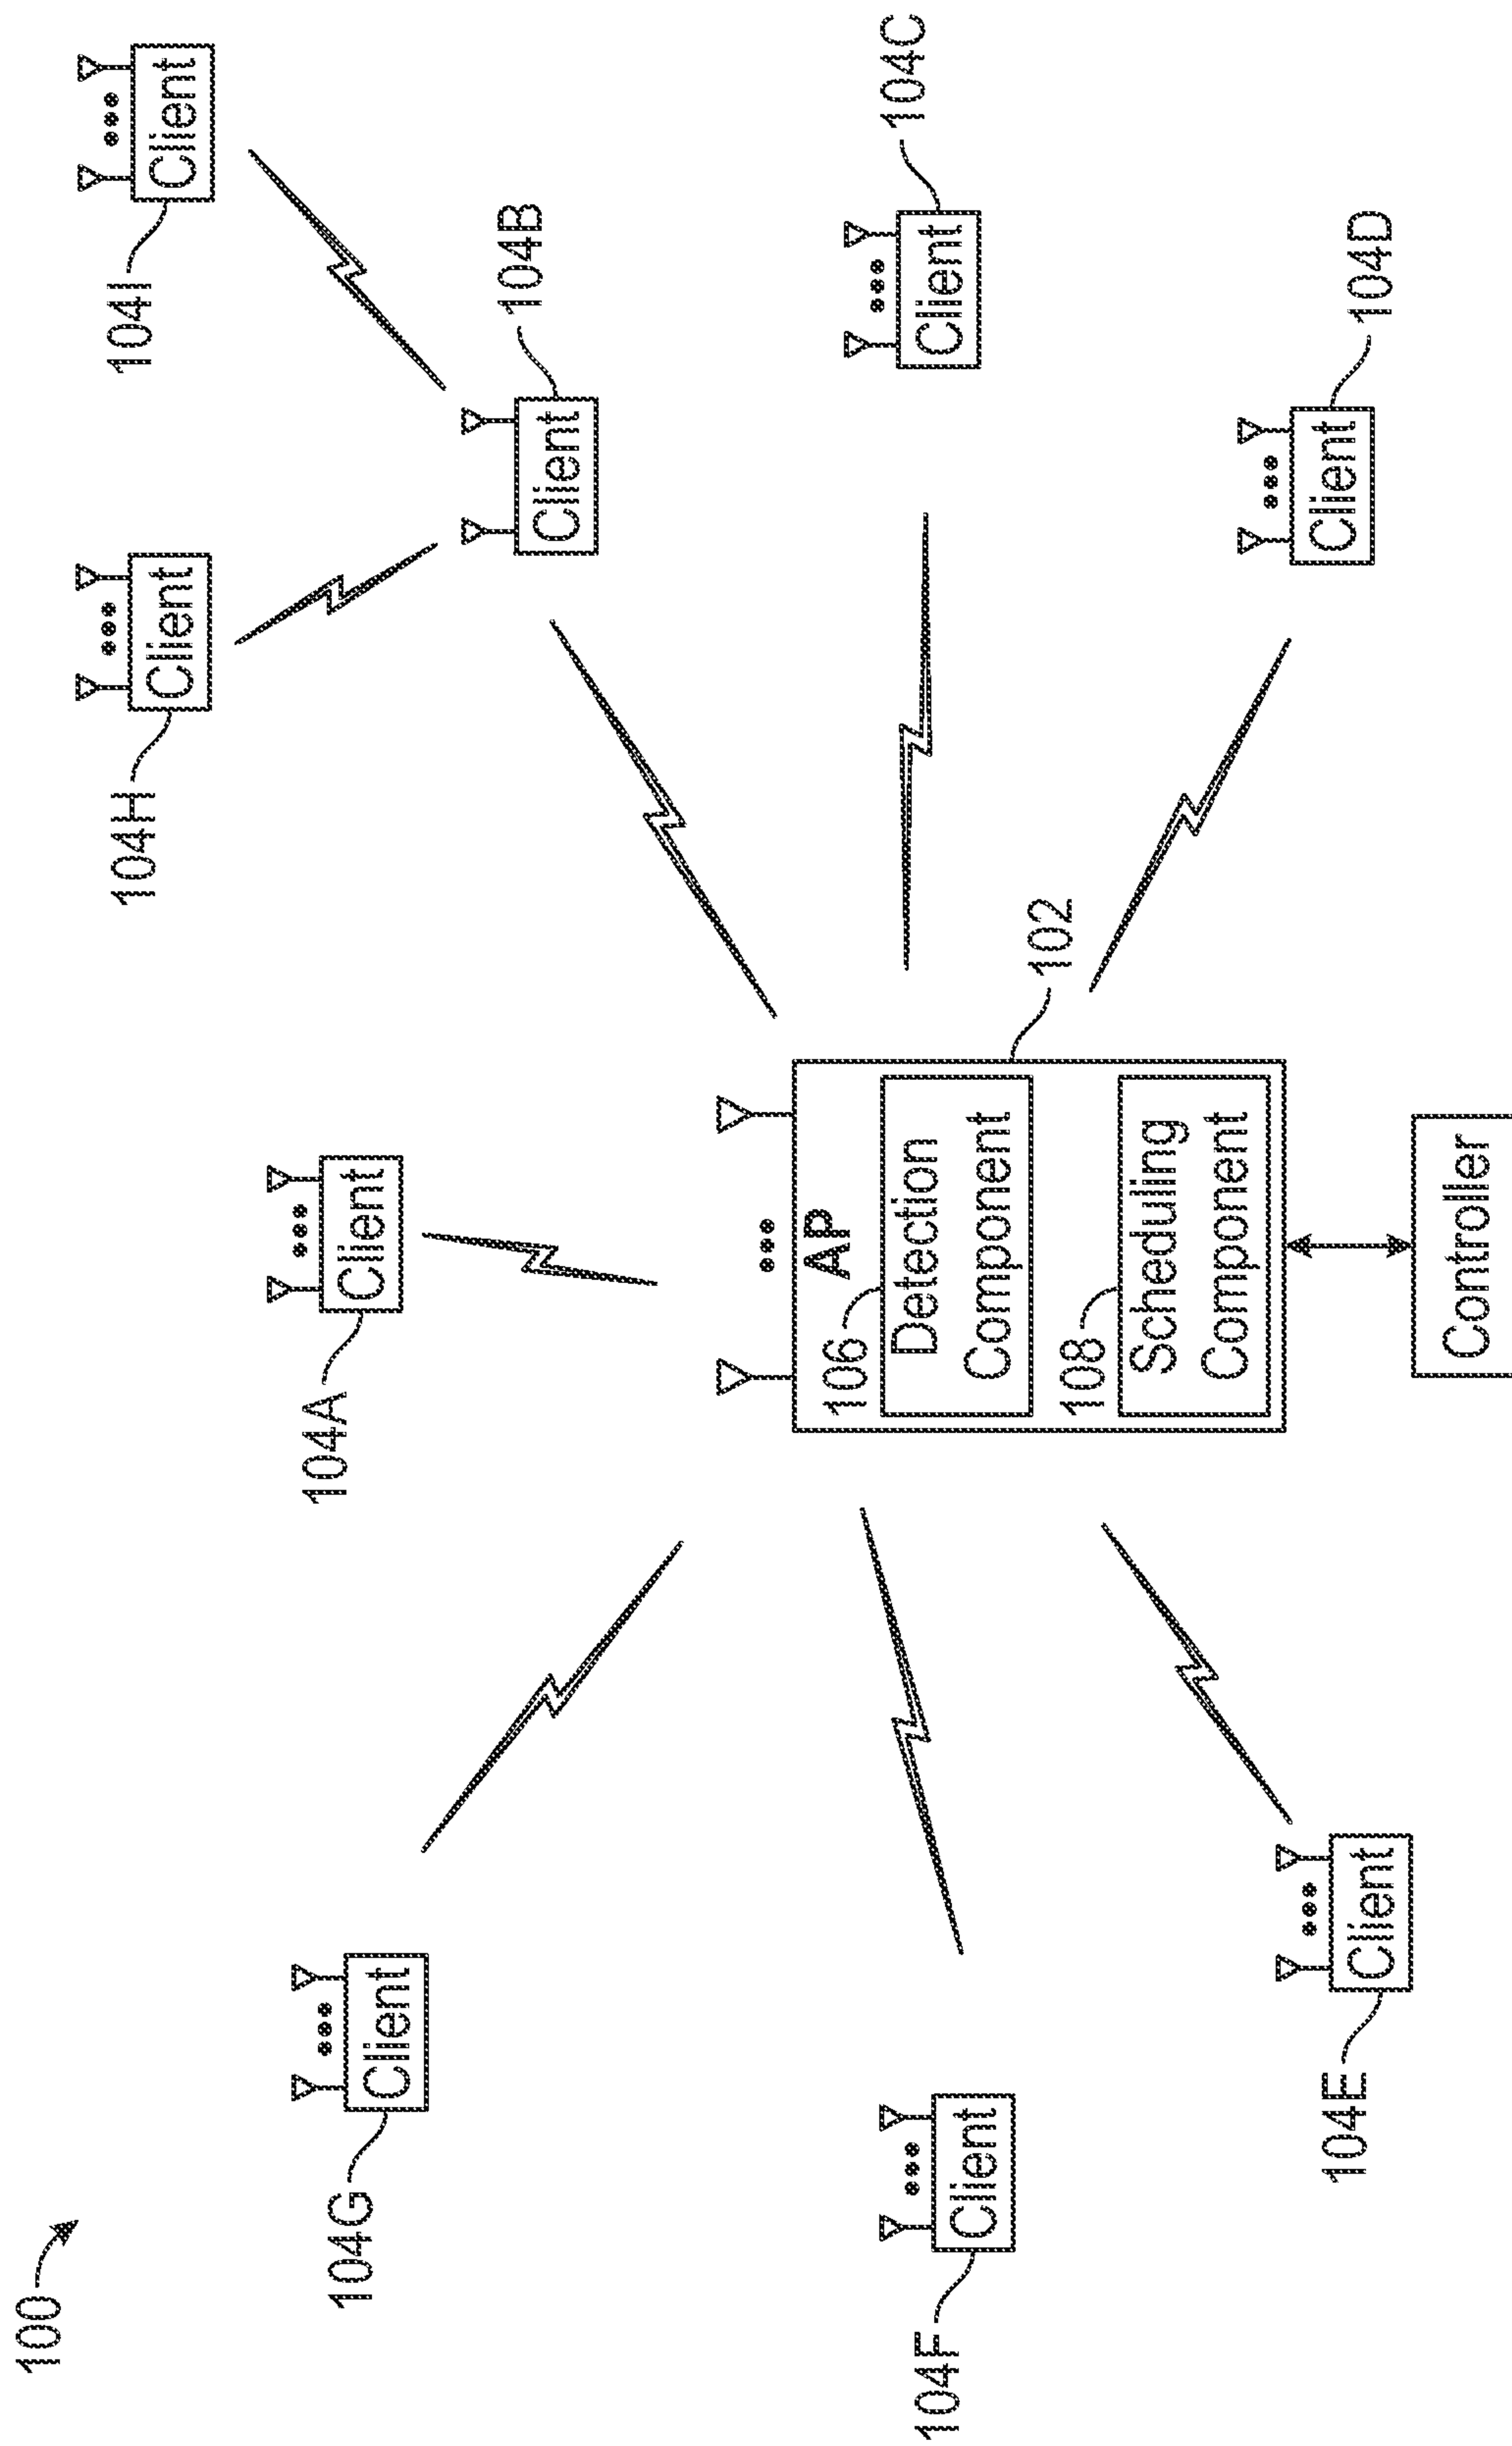 100
104H
Client
104I
Client
104G
Client
104A
Client
104B
Client
104F
Client
AP
102
106
Detection
Component
108
Scheduling
Component
104C
Client
104E
Client
104D
Client
Controller